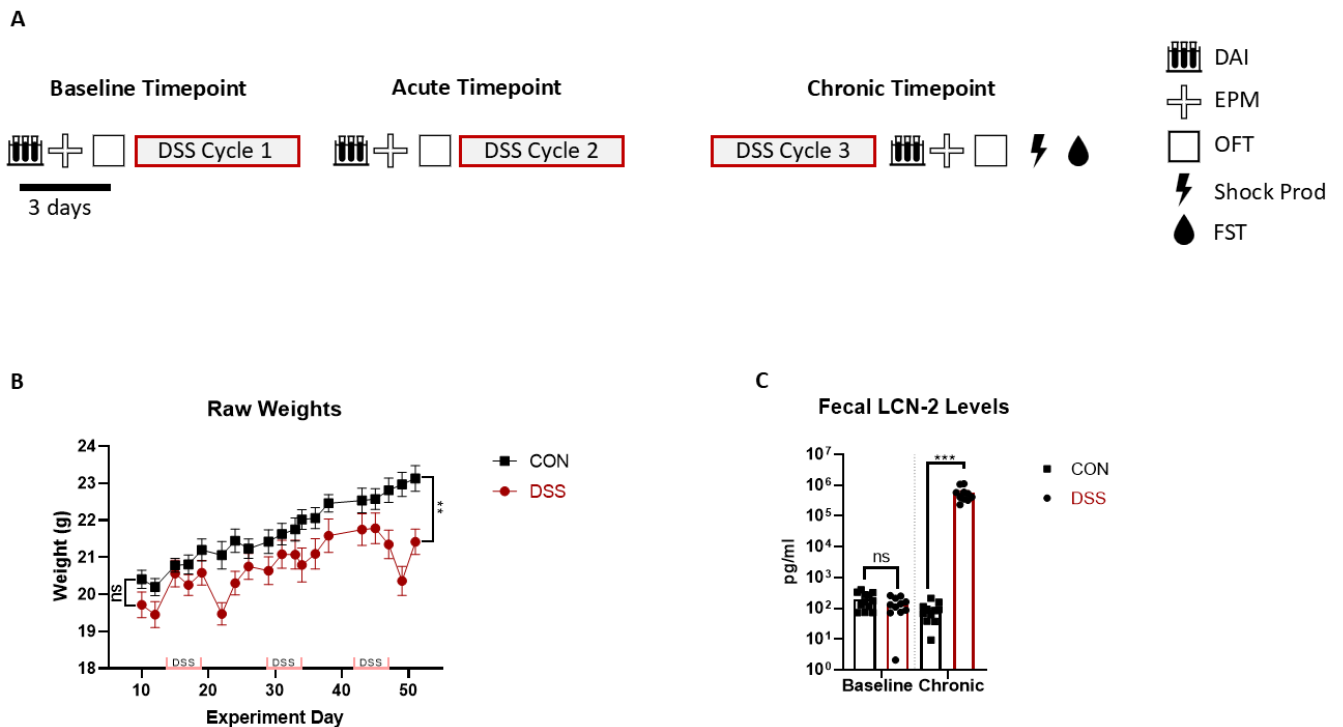 A
Baseline Timepoint
Acute Timepoint
Chronic Timepoint
DSS Cycle 1
DSS Cycle 2
DSS Cycle 3
3 days
DAI
EPM
OFT
Shock Prod
FST
B
Raw Weights
Weight (g)
24
23
22
21
20
19
18
ns
**
DSS
DSS
DSS
10
20
30
40
50
Experiment Day
CON
DSS
C
Fecal LCN-2 Levels
pg/ml
10⁷
10⁶
10⁵
10⁴
10³
10²
10¹
10⁰
ns
***
Baseline
Chronic
CON
DSS